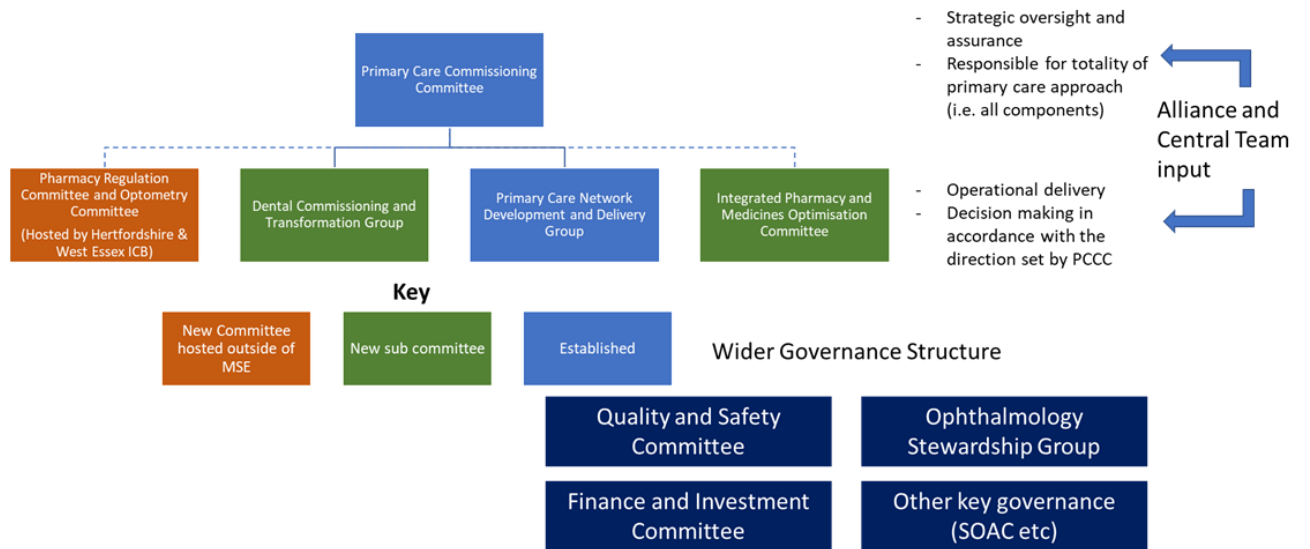 Primary Care Commissioning
Committee
- Strategic oversight and
assurance
- Responsible for totality of
primary care approach
(i.e. all components)
Alliance and
Central Team
input
Pharmacy Regulation
Committee and Optometry
Committee
(Hosted by Hertfordshire &
West Essex ICB)
Dental Commissioning and
Transformation Group
Primary Care Network
Development and Delivery
Group
Integrated Pharmacy and
Medicines Optimisation
Committee
- Operational delivery
- Decision making in
accordance with the
direction set by PCCC
Key
New Committee
hosted outside of
MSE
New sub committee
Established
Wider Governance Structure
Quality and Safety
Committee
Ophthalmology
Stewardship Group
Finance and Investment
Committee
Other key governance
(SOAC etc)